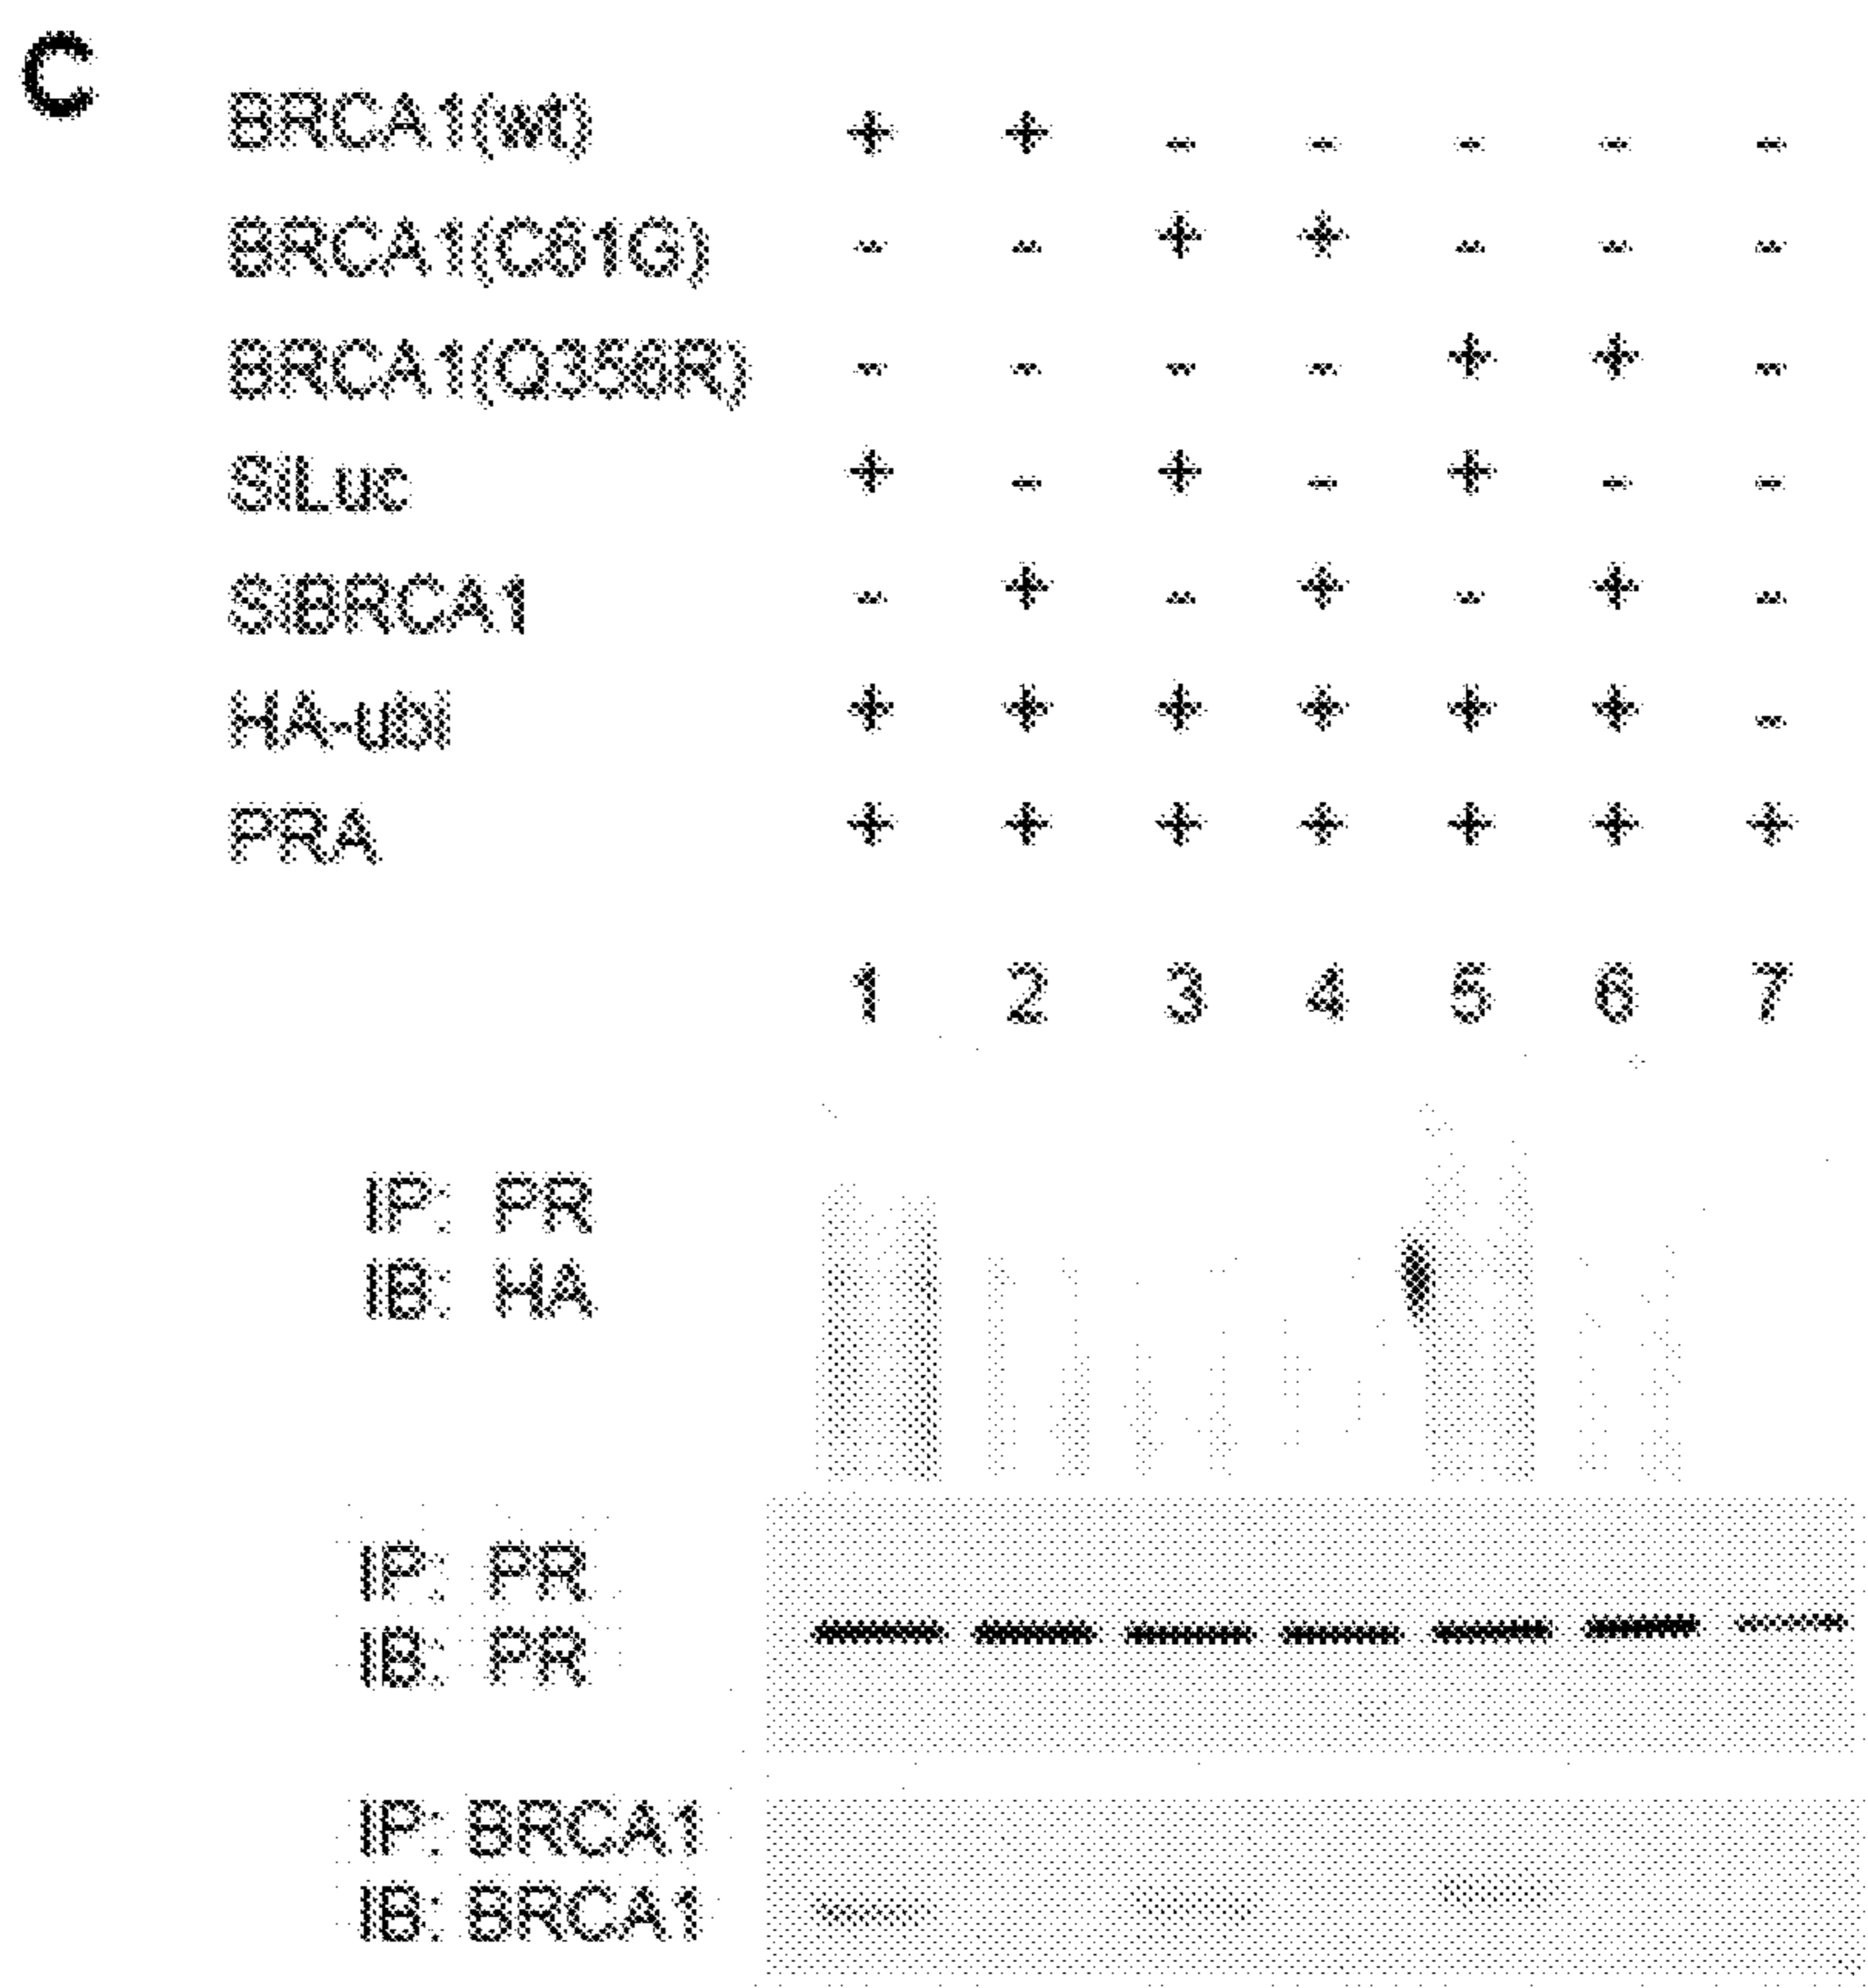 C
BRCA1(wt) + + - - - - -
BRCA1(C61G) - - + + - - -
BRCA1(Q356R) - - - - + + -
SiLuc + - + - + - -
SiBRCA1 - + - + - + -
HA-ubi + + + + + + -
PRA + + + + + + +
1 2 3 4 5 6 7
IP: PR
IB: HA
IP: PR
IB: PR
IP: BRCA1
IB: BRCA1